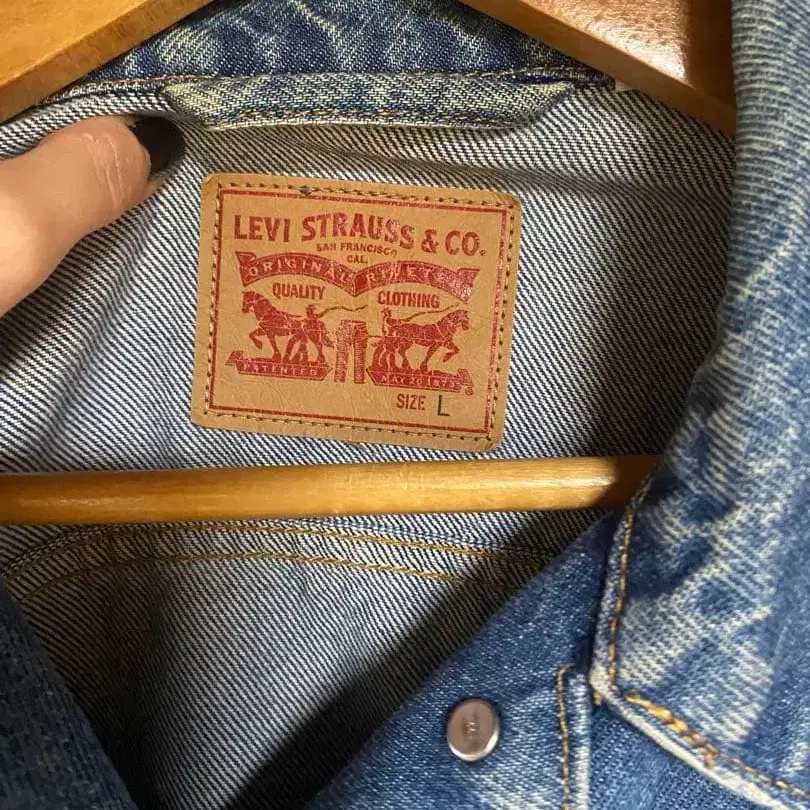 LEVI STRAUSS & CO.
SAN FRANCISCO
CAL.
ORIGINAL RIVETED
QUALITY CLOTHING
PATENTED MAY 20 1873
SIZE L